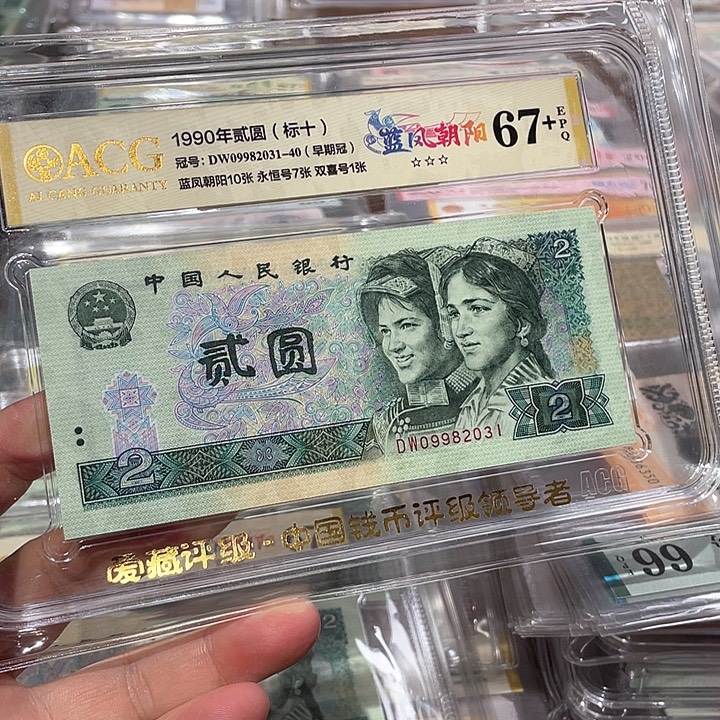 ACG
AI CANG GUARANTY
1990年贰圆(标十)
冠号:DW09982031-40(早期冠)
蓝凤朝阳10张 永恒号7张 双喜号1张
蓝凤朝阳
☆☆☆
67+
EPQ
中国人民银行
贰圆
2
2
2
DW09982031
爱藏评级-中国钱币评级领导者
ACG
99